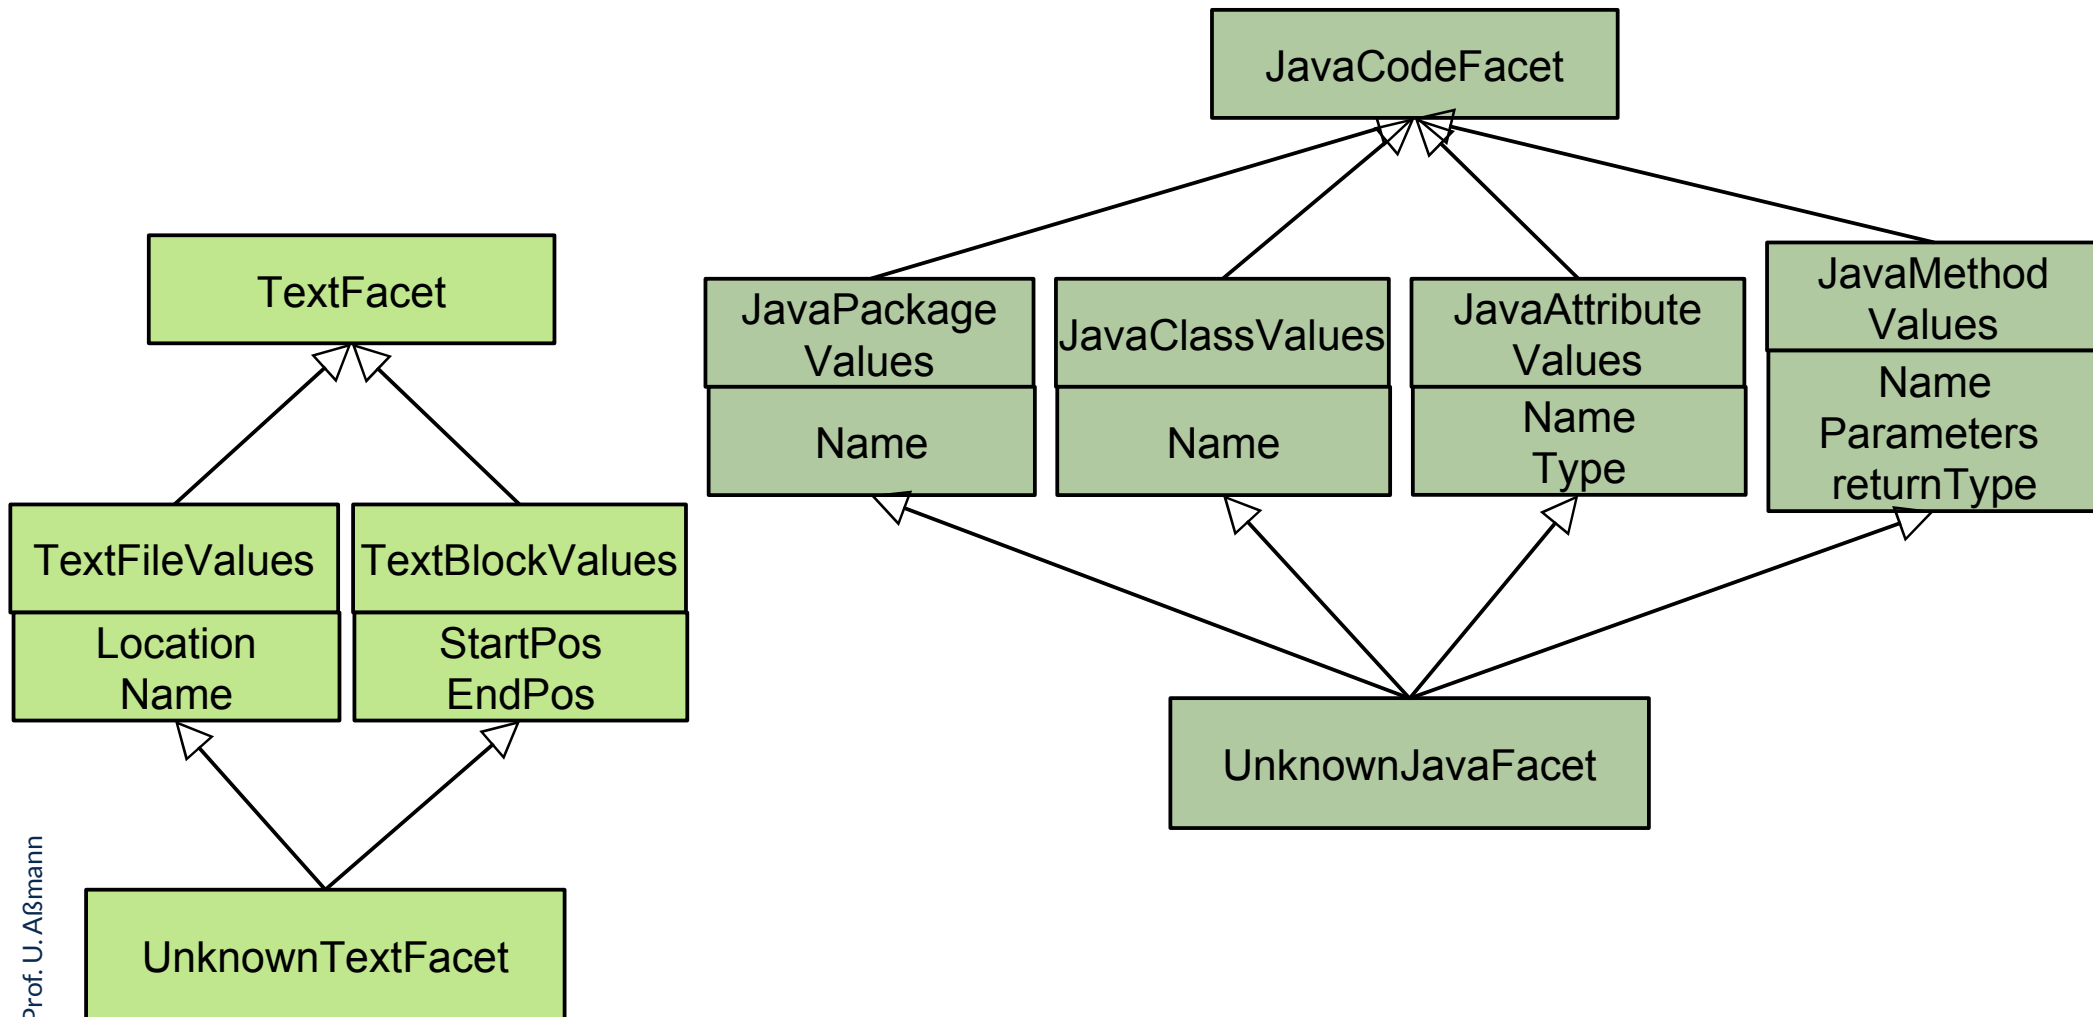 JavaCodeFacet
TextFacet
JavaPackage
Values
Name
JavaClassValues
Name
JavaAttribute
Values
Name
Type
JavaMethod
Values
Name
Parameters
returnType
TextFileValues
Location
Name
TextBlockValues
StartPos
EndPos
UnknownJavaFacet
UnknownTextFacet
Prof. U. Aßmann